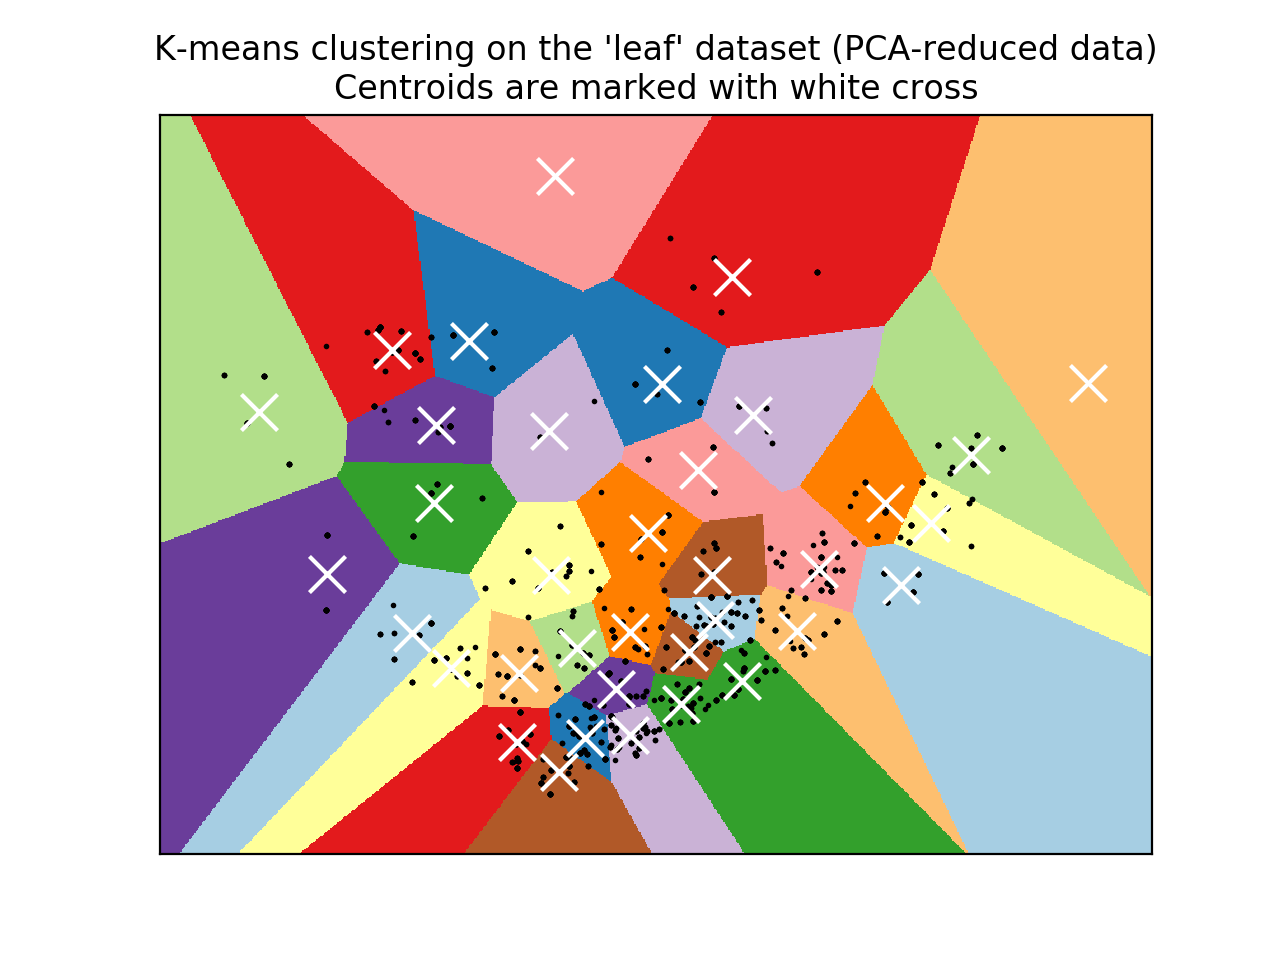 K-means clustering on the 'leaf' dataset (PCA-reduced data)
Centroids are marked with white cross